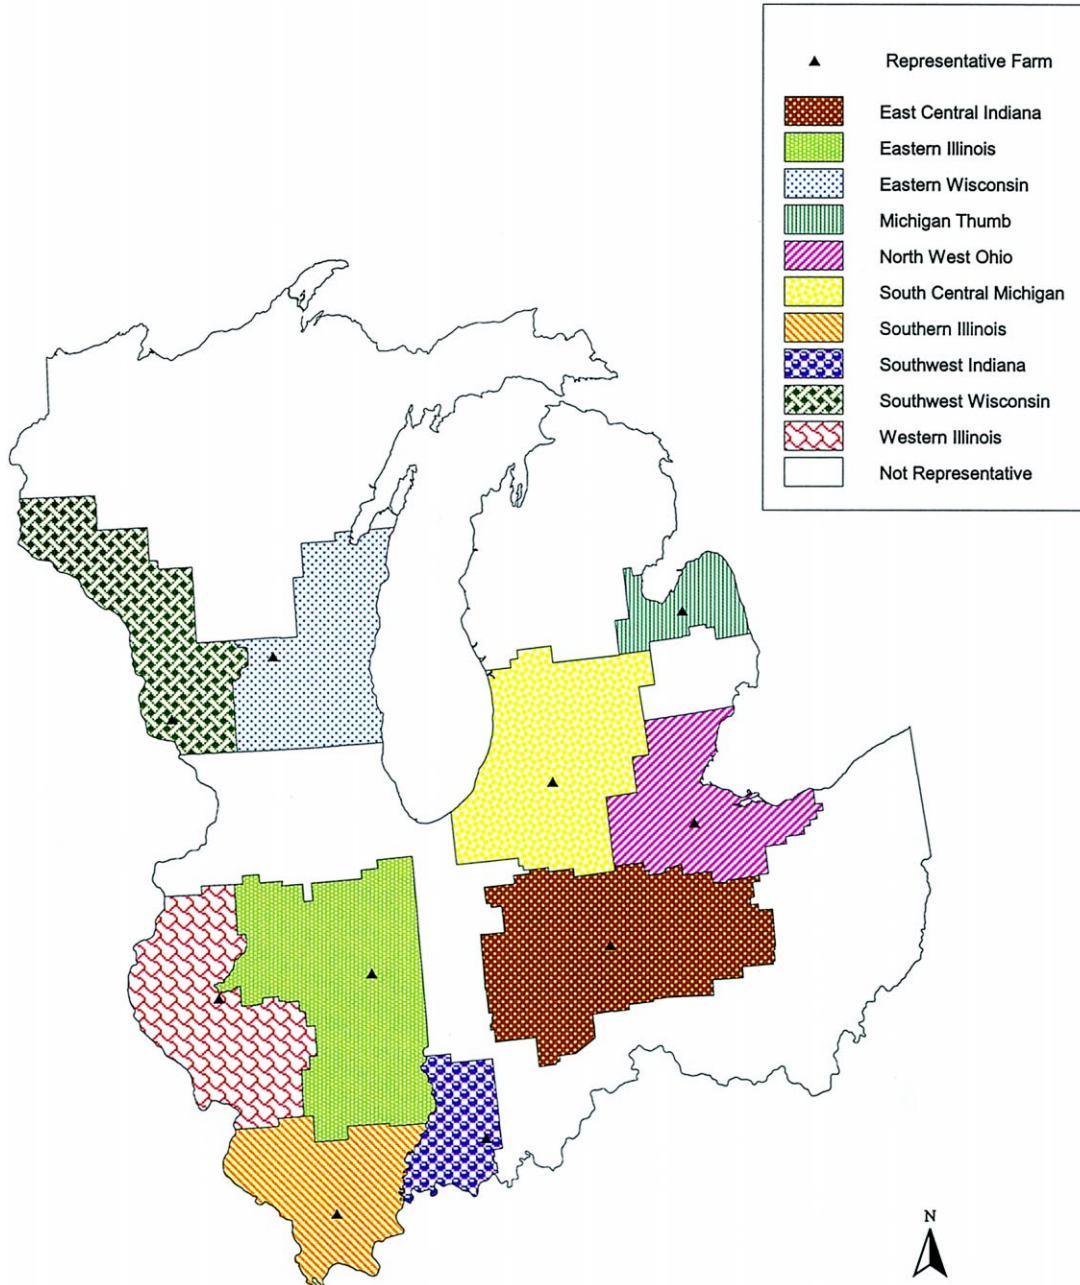 Representative Farm
East Central Indiana
Eastern Illinois
Eastern Wisconsin
Michigan Thumb
North West Ohio
South Central Michigan
Southern Illinois
Southwest Indiana
Southwest Wisconsin
Western Illinois
Not Representative
N